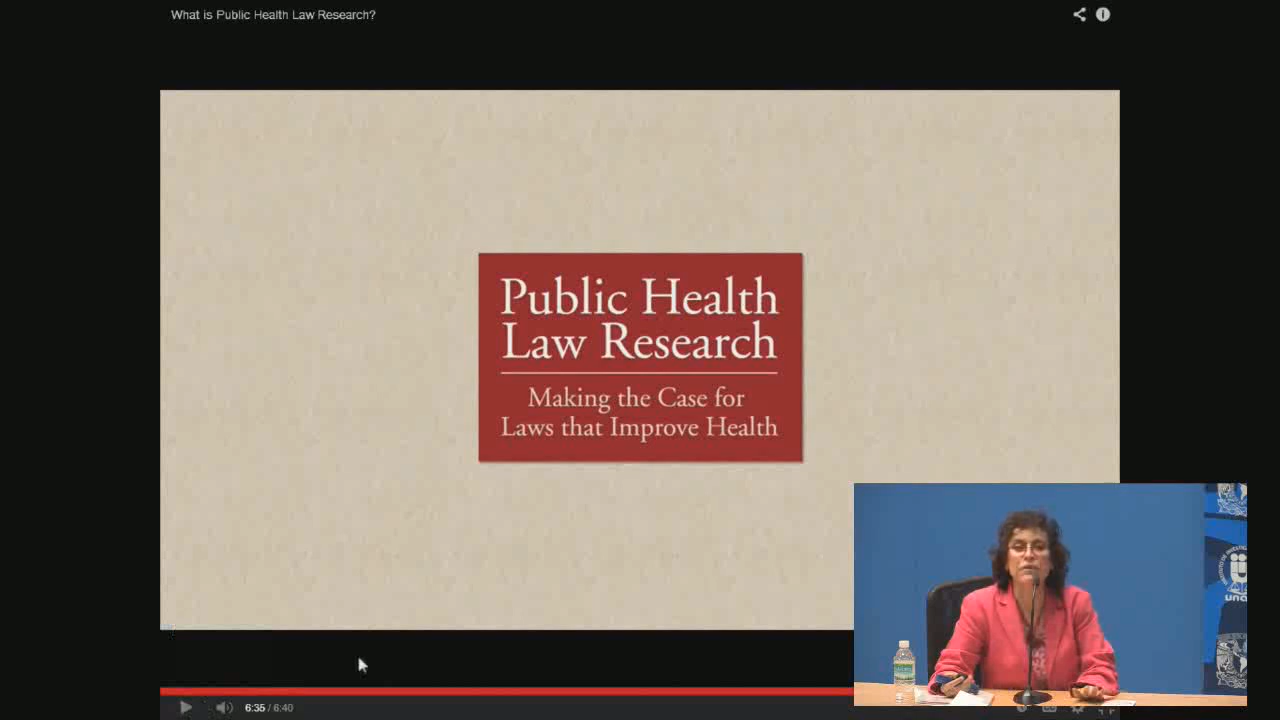 What is Public Health Law Research?
Public Health
Law Research
Making the Case for
Laws that Improve Health
6:35 / 6:40